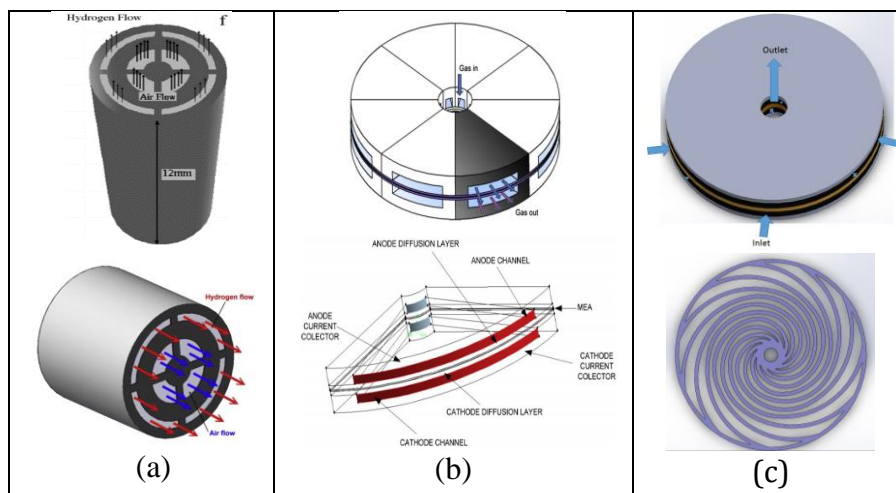 Hydrogen Flow
f
Air Flow
12mm
Hydrogen flow
Air flow
(a)
Gas in
Gas out
ANODE DIFFUSION LAYER
ANODE CHANNEL
MEA
ANODE
CURRENT
COLECTOR
CATHODE
CURRENT
COLECTOR
CATHODE DIFFUSION LAYER
CATHODE CHANNEL
(b)
Outlet
Inlet
(c)